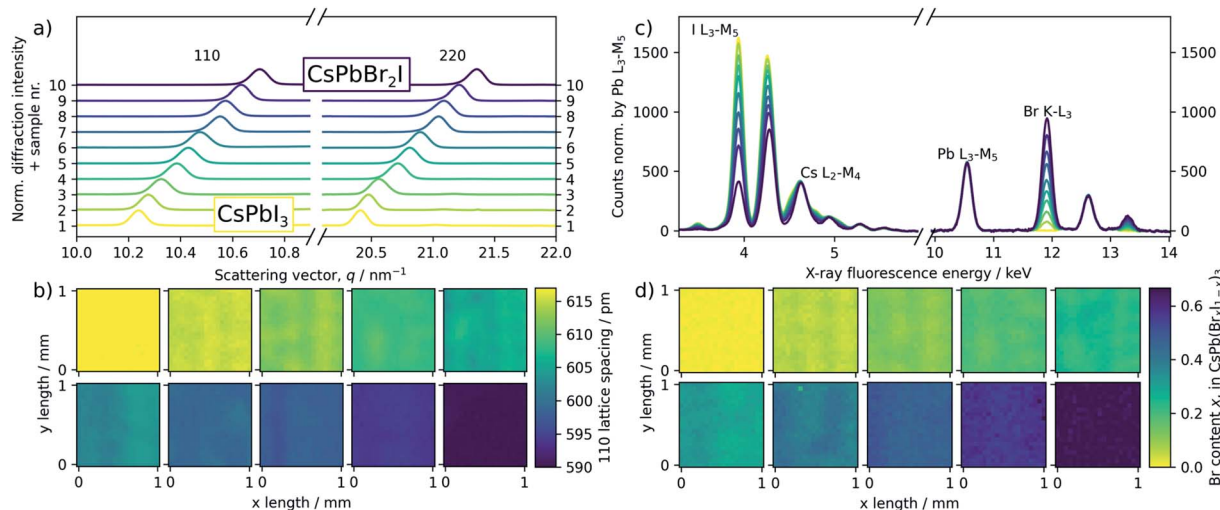 a)
Norm. diffraction intensity
+ sample nr.
110
220
CsPbBr₂I
CsPbI₃
10
9
8
7
6
5
4
3
2
1
10
9
8
7
6
5
4
3
2
1
10.0 10.2 10.4 10.6 10.8 20.5 21.0 21.5 22.0
Scattering vector, q / nm⁻¹
c)
Counts norm. by Pb L₃-M₅
I L₃-M₅
Cs L₂-M₄
Pb L₃-M₅
Br K-L₃
1500
1000
500
0
1500
1000
500
0
4 5 10 11 12 13 14
X-ray fluorescence energy / keV
b)
y length / mm
1
0
1
0
0 1 0 1 0 1 0 1 0 1
x length / mm
615
610
605
600
595
590
110 lattice spacing / pm
d)
y length / mm
1
0
1
0
0 1 0 1 0 1 0 1 0 1
x length / mm
0.6
0.4
0.2
0.0
Br content x, in CsPb(BrₓI₁₋ₓ)₃